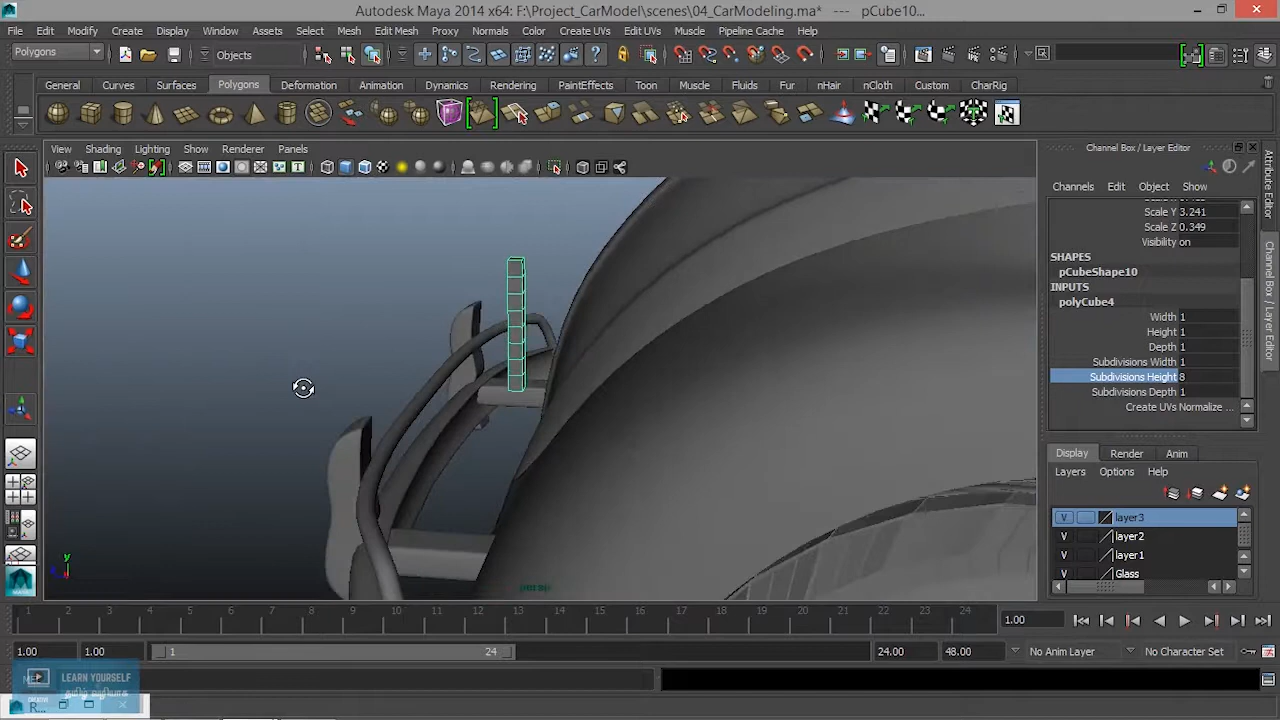 Autodesk Maya 2014 x64: F:\Project_CarModel\scenes\04_CarModeling.ma* --- pCube10...
File Edit Modify Create Display Window Assets Select Mesh Edit Mesh Proxy Normals Color Create UVs Edit UVs Muscle Pipeline Cache Help
Polygons Objects
General Curves Surfaces Polygons Deformation Animation Dynamics Rendering PaintEffects Toon Muscle Fluids Fur nHair nCloth Custom CharRig
View Shading Lighting Show Renderer Panels
Channel Box / Layer Editor
Channels Edit Object Show
Scale Y 3.241
Scale Z 0.349
Visibility on
SHAPES
pCubeShape10
INPUTS
polyCube4
Width 1
Height 1
Depth 1
Subdivisions Width 1
Subdivisions Height 8
Subdivisions Depth 1
Create UVs Normalize ...
Display Render Anim
Layers Options Help
V layer3
V layer2
V layer1
V Glass
Attribute Editor
Channel Box / Layer Editor
y
1 2 3 4 5 6 7 8 9 10 11 12 13 14 15 16 17 18 19 20 21 22 23 24 1.00
1.00 1.00 1 24 24.00 48.00 No Anim Layer No Character Set
LEARN YOURSELF
CREATIVE
R...